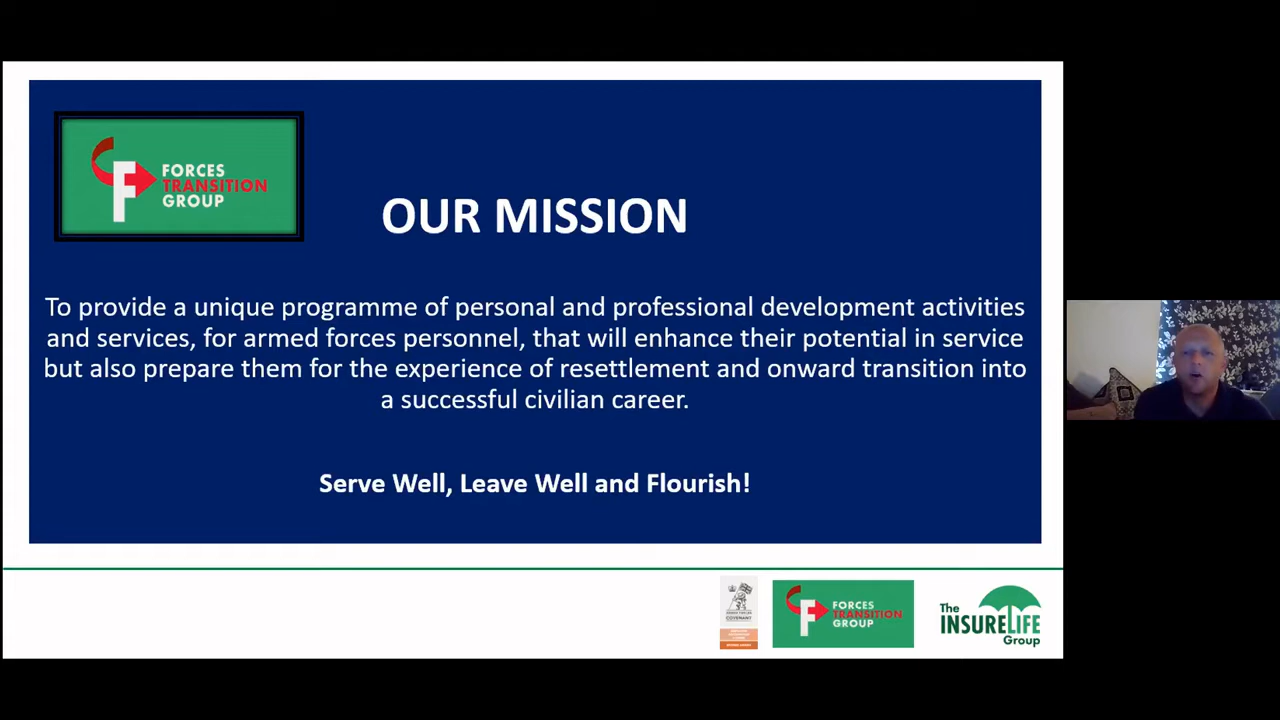 FORCES
TRANSITION
GROUP
OUR MISSION
To provide a unique programme of personal and professional development activities
and services, for armed forces personnel, that will enhance their potential in service
but also prepare them for the experience of resettlement and onward transition into
a successful civilian career.
Serve Well, Leave Well and Flourish!
COVENANT
FORCES
TRANSITION
GROUP
The
INSURELIFE
Group